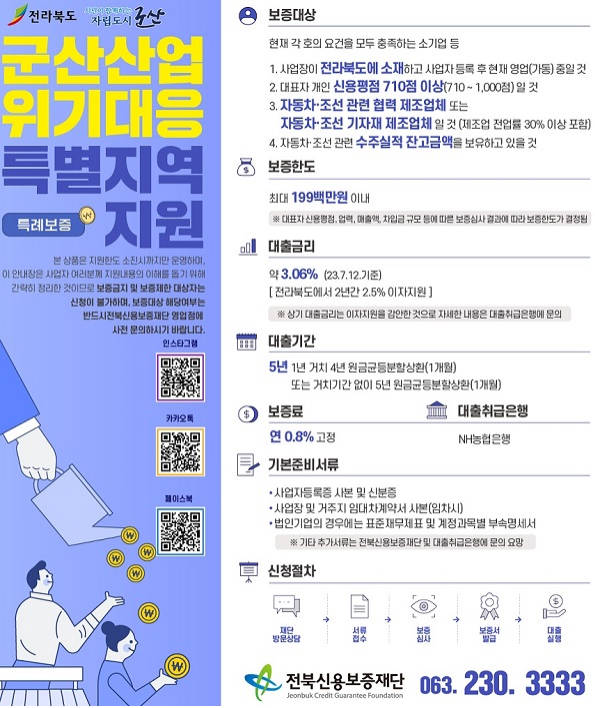 전라북도
시민이 함께하는
자립도시 군산
군산산업
위기대응
특별지역
지원
특례보증
본 상품은 지원한도 소진시까지만 운영하며,
이 안내장은 사업자 여러분께 지원내용의 이해를 돕기 위해
간략히 정리한 것이므로 보증금지 및 보증제한 대상자는
신청이 불가하며, 보증대상 해당여부는
반드시전북신용보증재단 영업점에
사전 문의하시기 바랍니다.
인스타그램
카카오톡
페이스북
보증대상
현재 각 호의 요건을 모두 충족하는 소기업 등
1. 사업장이 전라북도에 소재하고 사업자 등록 후 현재 영업(가동) 중일 것
2. 대표자 개인 신용평점 710점 이상(710 ~ 1,000점) 일 것
3. 자동차·조선 관련 협력 제조업체 또는
자동차·조선 기자재 제조업체 일 것 (제조업 전업률 30% 이상 포함)
4. 자동차·조선 관련 수주실적 잔고금액을 보유하고 있을 것
보증한도
최대 199백만원 이내
※ 대표자 신용평점, 업력, 매출액, 차입금 규모 등에 따른 보증심사 결과에 따라 보증한도가 결정됨
대출금리
약 3.06% (23.7.12.기준)
[ 전라북도에서 2년간 2.5% 이자지원 ]
※ 상기 대출금리는 이자지원을 감안한 것으로 자세한 내용은 대출취급은행에 문의
대출기간
5년 1년 거치 4년 원금균등분할상환(1개월)
또는 거치기간 없이 5년 원금균등분할상환(1개월)
보증료
연 0.8% 고정
대출취급은행
NH농협은행
기본준비서류
• 사업자등록증 사본 및 신분증
• 사업장 및 거주지 임대차계약서 사본(임차시)
• 법인기업의 경우에는 표준재무제표 및 계정과목별 부속명세서
※ 기타 추가서류는 전북신용보증재단 및 대출취급은행에 문의 요망
신청절차
재단
방문상담
서류
접수
보증
심사
보증서
발급
대출
실행
전북신용보증재단
Jeonbuk Credit Guarantee Foundation
063. 230. 3333